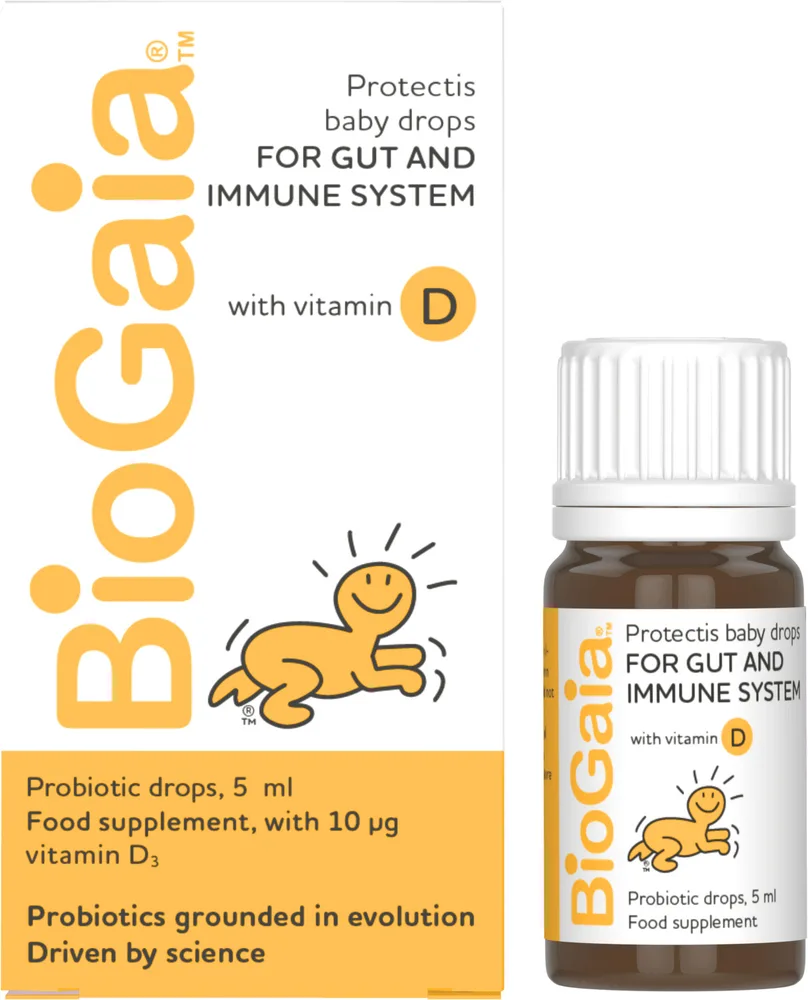 BioGaia®™
Protectis
baby drops
FOR GUT AND
IMMUNE SYSTEM
with vitamin D
®
TM
Probiotic drops, 5 ml
Food supplement, with 10 µg
vitamin D₃
Probiotics grounded in evolution
Driven by science
BioGaia®™
Protectis baby drops
FOR GUT AND
IMMUNE SYSTEM
with vitamin D
®
TM
Probiotic drops, 5 ml
Food supplement